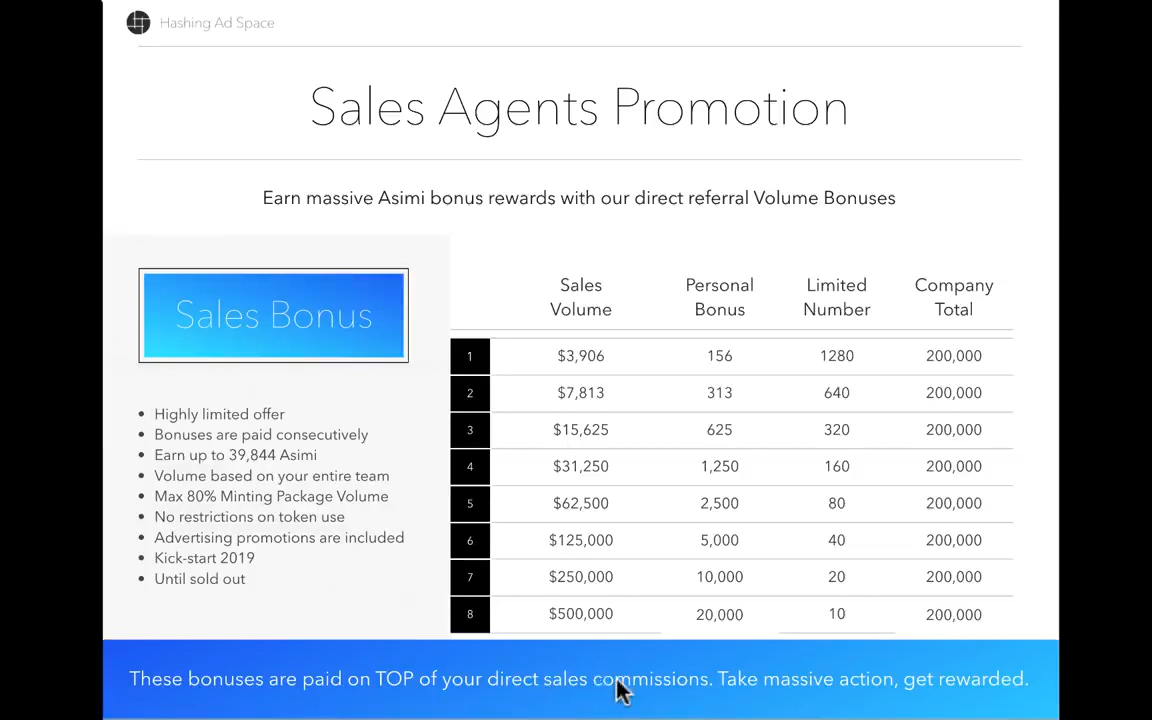 Hashing Ad Space
Sales Agents Promotion
Earn massive Asimi bonus rewards with our direct referral Volume Bonuses
Sales Bonus
• Highly limited offer
• Bonuses are paid consecutively
• Earn up to 39,844 Asimi
• Volume based on your entire team
• Max 80% Minting Package Volume
• No restrictions on token use
• Advertising promotions are included
• Kick-start 2019
• Until sold out
Sales Volume Personal Bonus Limited Number Company Total
1 $3,906 156 1280 200,000
2 $7,813 313 640 200,000
3 $15,625 625 320 200,000
4 $31,250 1,250 160 200,000
5 $62,500 2,500 80 200,000
6 $125,000 5,000 40 200,000
7 $250,000 10,000 20 200,000
8 $500,000 20,000 10 200,000
These bonuses are paid on TOP of your direct sales commissions. Take massive action, get rewarded.